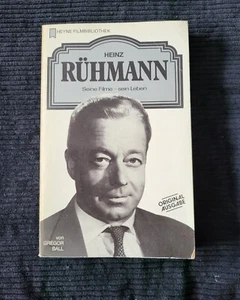 HEYNE FILMBIBLIOTHEK
HEINZ
RÜHMANN
Seine Filme - sein Leben
ORIGINAL
AUSGABE
VON
GREGOR
BALL